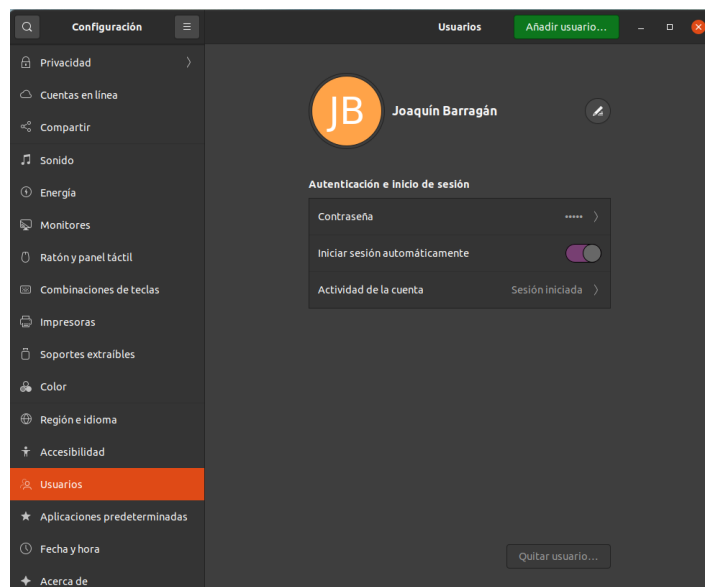 Configuración
Usuarios
Añadir usuario...
Privacidad
Cuentas en línea
Compartir
Sonido
Energía
Monitores
Ratón y panel táctil
Combinaciones de teclas
Impresoras
Soportes extraíbles
Color
Región e idioma
Accesibilidad
Usuarios
Aplicaciones predeterminadas
Fecha y hora
Acerca de
JB
Joaquín Barragán
Autenticación e inicio de sesión
Contraseña •••••
Iniciar sesión automáticamente
Actividad de la cuenta Sesión iniciada
Quitar usuario...